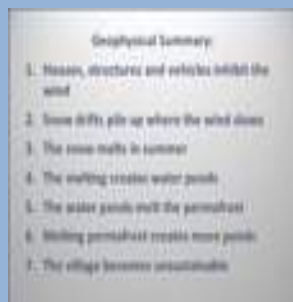 Geophysical Summary:
1. Houses, structures and vehicles inhibit the
wind
2. Snow drifts pile up where the wind slows
3. The snow melts in summer
4. The melting creates water ponds
5. The water ponds melt the permafrost
6. Melting permafrost creates more ponds
7. The village becomes unsustainable